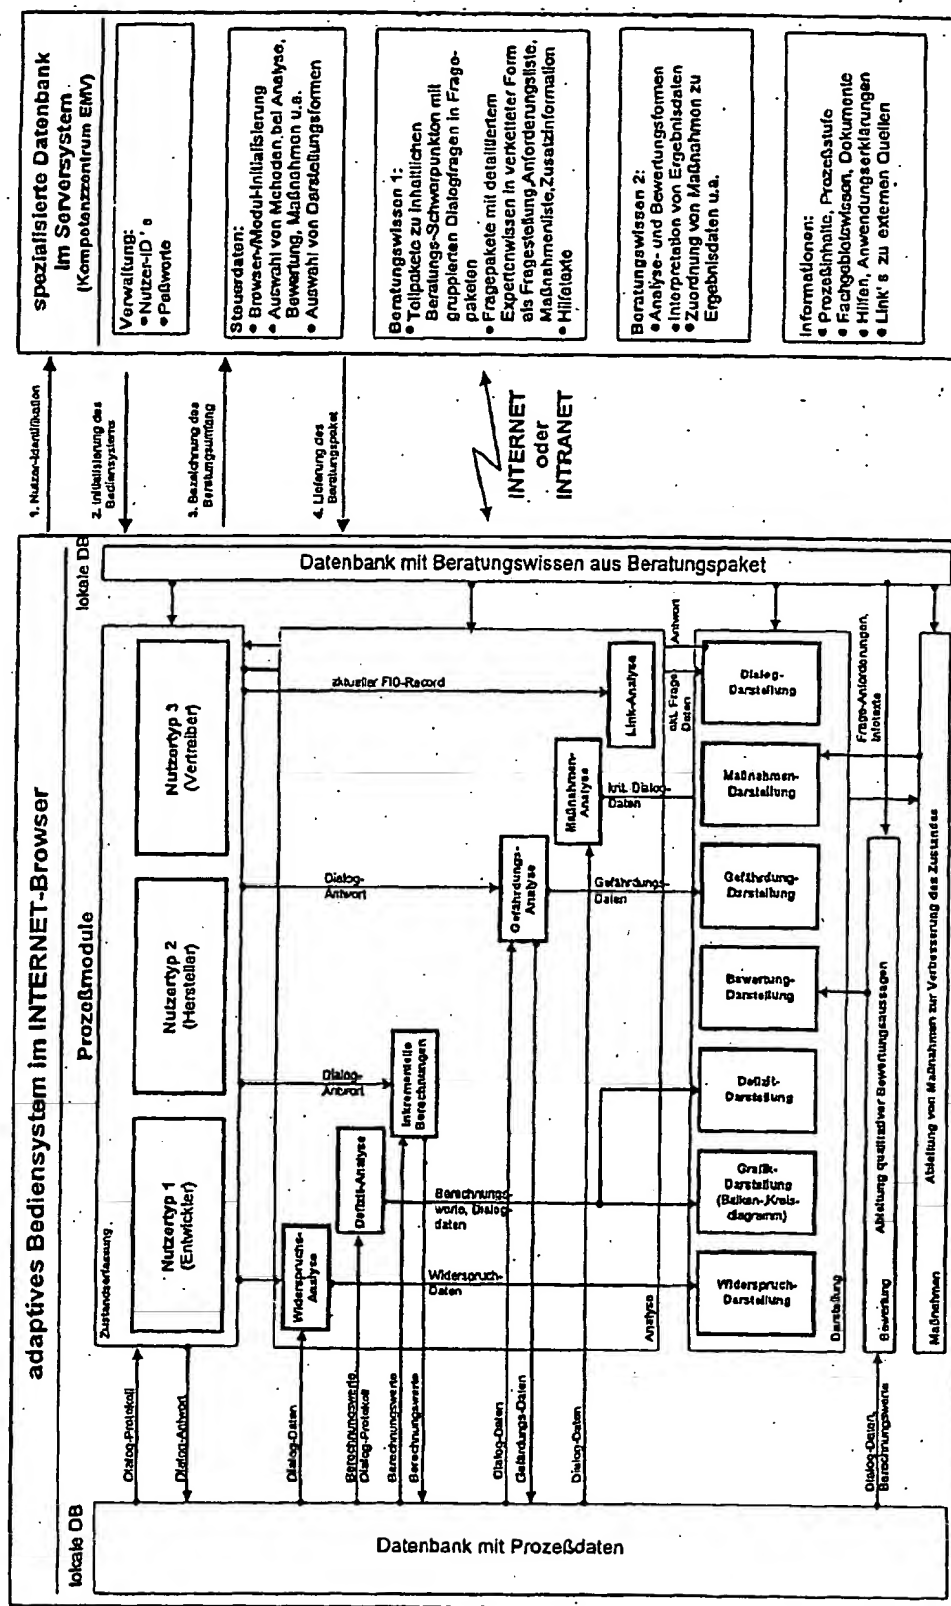 adaptives Bediensystem im INTERNET-Browser
lokale DB
Prozeßmodule
lokale DB
Datenbank mit Prozeßdaten
Dialog-Protokoll
Dialog-Antwort
Dialog-Daten
Berechnungswerte
Dialog-Protokoll
Berechnungswerte
Berechnungswerte
Dialog-Daten
Gefärdungs-Daten
Dialog-Daten
Dialog-Daten,
Berechnungswerte
Zustandserfassung
Nutzertyp 1
(Entwickler)
Nutzertyp 2
(Hersteller)
Nutzertyp 3
(Vertreiber)
Widerspruchs-
Analyse
Defizit-Analyse
Inkrementelle
Berechnungen
Dialog-
Antwort
Dialog-
Antwort
aktueller FIO-Record
Gefährdungs-
Analyse
Maßnahmen-
Analyse
Link-Analyse
Widerspruch-
Daten
Berechnungs-
werte, Dialog-
daten
Gefährdungs-
Daten
krit. Dialog-
Daten
akt. Frage
Daten
Antwort
Analyse
Widerspruch-
Darstellung
Grafik-
Darstellung
(Balken-,Kreis-
diagramm)
Defizit-
Darstellung
Bewertung-
Darstellung
Gefährdung-
Darstellung
Maßnahmen-
Darstellung
Dialog-
Darstellung
Darstellung
Bewertung
Ableitung qualitativer Bewertungsaussagen
Frage-Anforderungen,
Infotexte
Maßnahmen
Ableitung von Maßnahmen zur Verbesserung des Zustandes
Datenbank mit Beratungswissen aus Beratungspaket
1. Nutzer-Identifikation
2. Initialisierung des
Bediensystems
3. Bezeichnung des
Beratungsumfang
4. Lieferung des
Beratungspaket
INTERNET
oder
INTRANET
spezialisierte Datenbank
im Serversystem
(Kompetenzzentrum EMV)
Verwaltung:
● Nutzer-ID's
● Paßworte
Steuerdaten:
● Browser-/Modul-Initialisierung
● Auswahl von Methoden bei Analyse,
Bewertung, Maßnahmen u.a.
● Auswahl von Darstellungsformen
Beratungswissen 1:
● Teilpakete zu inhaltlichen
Beratungs-Schwerpunkten mit
gruppierten Dialogfragen in Frage-
paketen
● Fragepakete mit detailliertem
Expertenwissen in verketteter Form
als Fragestellung, Anforderungsliste,
Maßnahmenliste, Zusatzinformation
● Hilfetexte
Beratungswissen 2:
● Analyse- und Bewertungsformen
● Interpretation von Ergebnisdaten
● Zuordnung von Maßnahmen zu
Ergebnisdaten u.a.
Informationen:
● Prozeßinhalte, Prozeßstufe
● Fachgebietswissen, Dokumente
● Hilfen, Anwendungserklärungen
● Link's zu externen Quellen